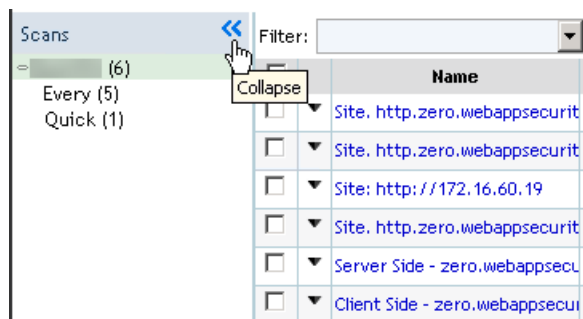 Scans
Filter:
(6)
Collapse
Name
Every (5)
Quick (1)
Site. http.zero.webappsecurit
Site. http.zero.webappsecurit
Site: http://172.16.60.19
Site. http.zero.webappsecurit
Server Side - zero.webappsecu
Client Side - zero.webappsecur